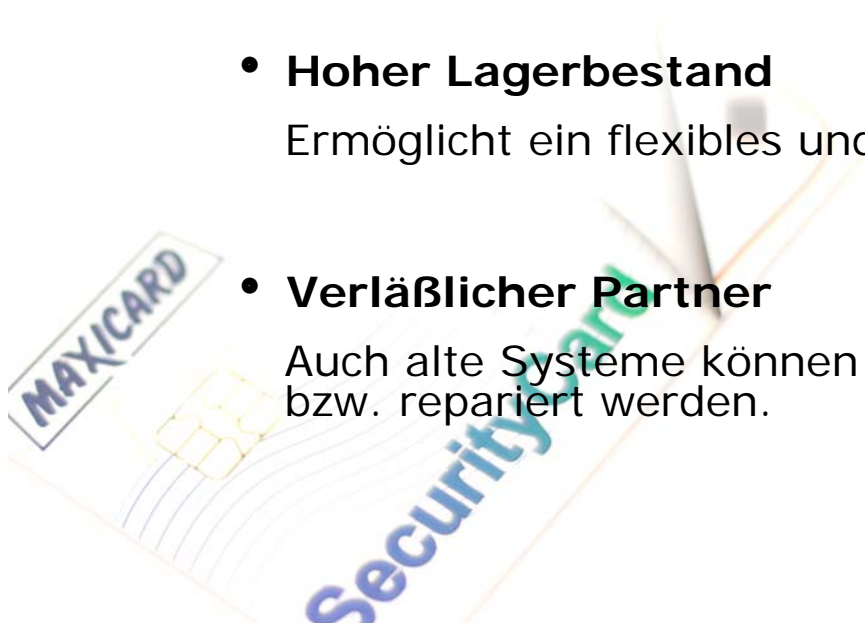 • Hoher Lagerbestand
Ermöglicht ein flexibles und
• Verläßlicher Partner
Auch alte Systeme können
bzw. repariert werden.
MAXICARD
SecurityCard